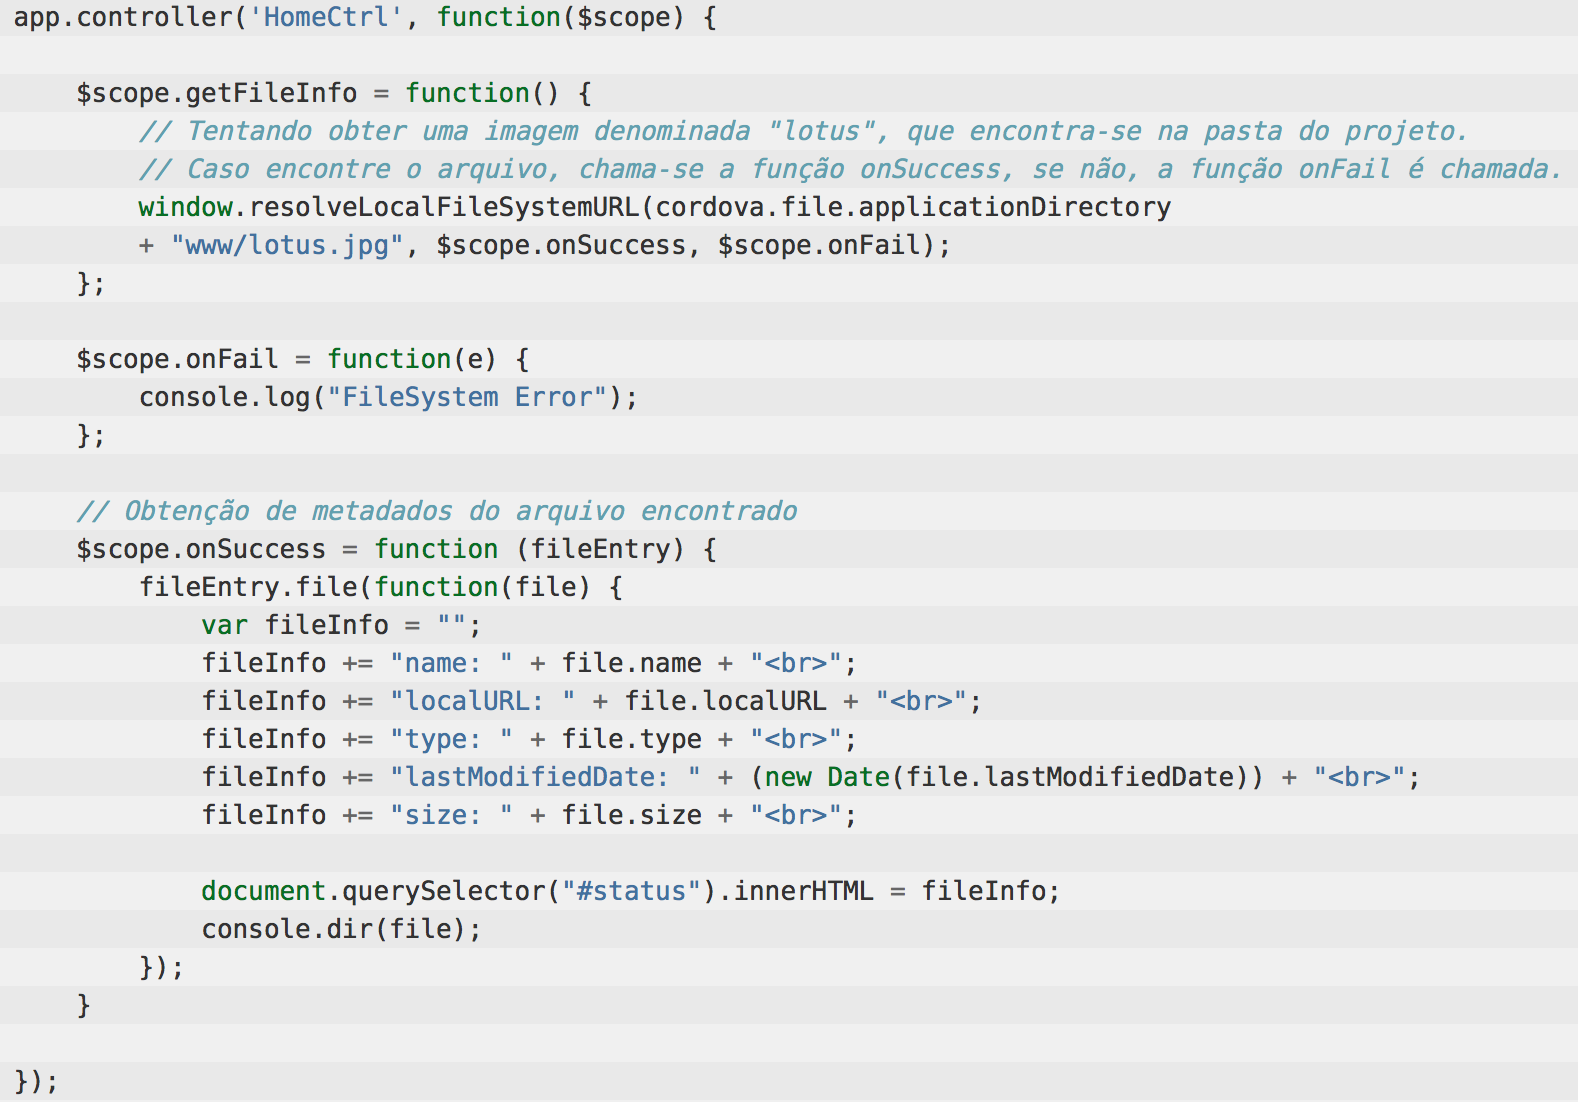 app.controller('HomeCtrl', function($scope) {
$scope.getFileInfo = function() {
// Tentando obter uma imagem denominada "lotus", que encontra-se na pasta do projeto.
// Caso encontre o arquivo, chama-se a função onSuccess, se não, a função onFail é chamada.
window.resolveLocalFileSystemURL(cordova.file.applicationDirectory
+ "www/lotus.jpg", $scope.onSuccess, $scope.onFail);
};
$scope.onFail = function(e) {
console.log("FileSystem Error");
};
// Obtenção de metadados do arquivo encontrado
$scope.onSuccess = function (fileEntry) {
fileEntry.file(function(file) {
var fileInfo = "";
fileInfo += "name: " + file.name + "<br>";
fileInfo += "localURL: " + file.localURL + "<br>";
fileInfo += "type: " + file.type + "<br>";
fileInfo += "lastModifiedDate: " + (new Date(file.lastModifiedDate)) + "<br>";
fileInfo += "size: " + file.size + "<br>";
document.querySelector("#status").innerHTML = fileInfo;
console.dir(file);
});
}
});